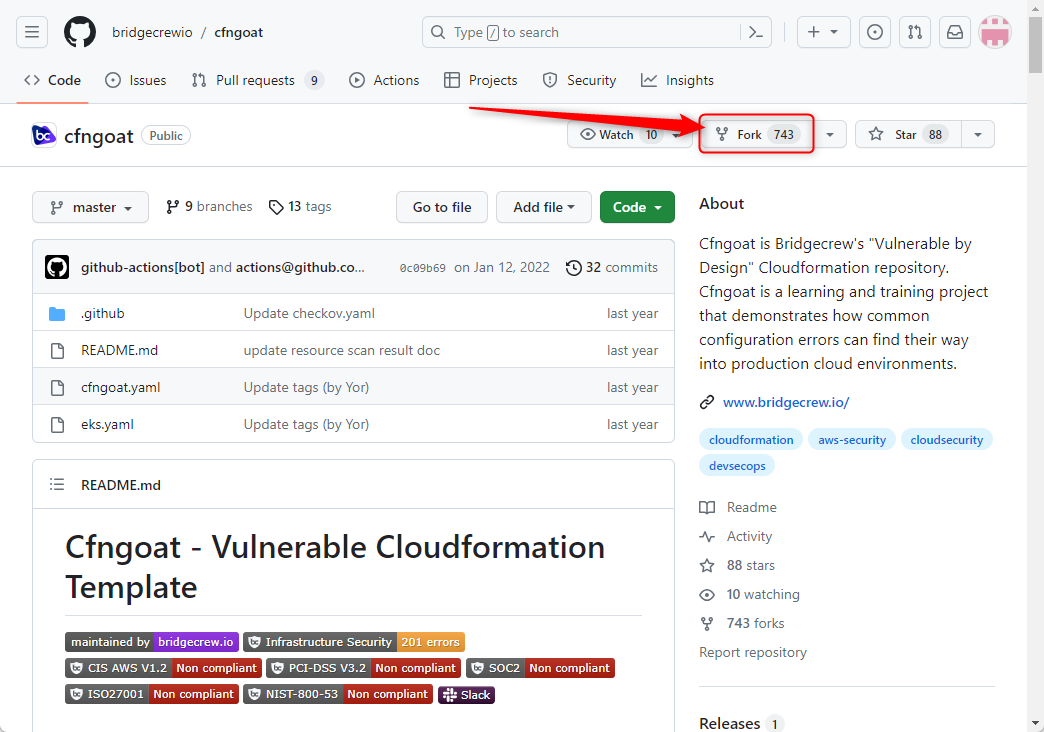 bridgecrewio / cfngoat
Type / to search
Code Issues Pull requests 9 Actions Projects Security Insights
bc cfngoat Public
Watch 10 Fork 743 Star 88
master 9 branches 13 tags Go to file Add file Code
github-actions[bot] and actions@github.co... 0c09b69 on Jan 12, 2022 32 commits
.github Update checkov.yaml last year
README.md update resource scan result doc last year
cfngoat.yaml Update tags (by Yor) last year
eks.yaml Update tags (by Yor) last year
README.md
Cfngoat - Vulnerable Cloudformation
Template
maintained by bridgecrew.io Infrastructure Security 201 errors
CIS AWS V1.2 Non compliant PCI-DSS V3.2 Non compliant SOC2 Non compliant
ISO27001 Non compliant NIST-800-53 Non compliant Slack
About
Cfngoat is Bridgecrew's "Vulnerable by
Design" Cloudformation repository.
Cfngoat is a learning and training project
that demonstrates how common
configuration errors can find their way
into production cloud environments.
www.bridgecrew.io/
cloudformation aws-security cloudsecurity
devsecops
Readme
Activity
88 stars
10 watching
743 forks
Report repository
Releases 1